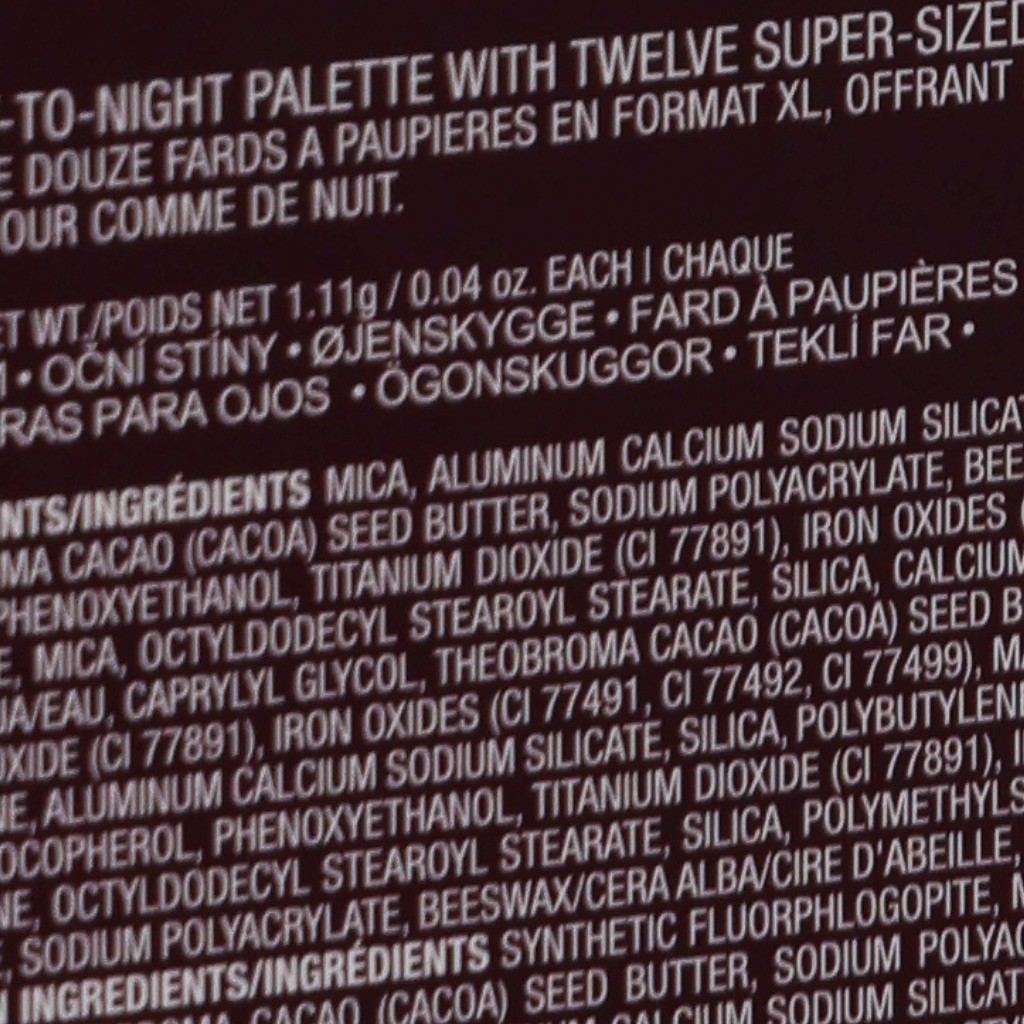 -TO-NIGHT PALETTE WITH TWELVE SUPER-SIZED
E DOUZE FARDS A PAUPIERES EN FORMAT XL, OFFRANT
OUR COMME DE NUIT.
ET WT./POIDS NET 1.11g / 0.04 oz. EACH | CHAQUE
• OČNÍ STÍNY • ØJENSKYGGE • FARD À PAUPIÈRES
RAS PARA OJOS • ÖGONSKUGGOR • TEKLİ FAR •
NTS/INGRÉDIENTS MICA, ALUMINUM CALCIUM SODIUM SILICAT
MA CACAO (CACOA) SEED BUTTER, SODIUM POLYACRYLATE, BEE
PHENOXYETHANOL, TITANIUM DIOXIDE (CI 77891), IRON OXIDES (
E, MICA, OCTYLDODECYL STEAROYL STEARATE, SILICA, CALCIUM
UA/EAU, CAPRYLYL GLYCOL, THEOBROMA CACAO (CACOA) SEED B
OXIDE (CI 77891), IRON OXIDES (CI 77491, CI 77492, CI 77499), MA
NE, ALUMINUM CALCIUM SODIUM SILICATE, SILICA, POLYBUTYLEN
OCOPHEROL, PHENOXYETHANOL, TITANIUM DIOXIDE (CI 77891), I
NE, OCTYLDODECYL STEAROYL STEARATE, SILICA, POLYMETHYLS
, SODIUM POLYACRYLATE, BEESWAX/CERA ALBA/CIRE D'ABEILLE,
INGREDIENTS/INGRÉDIENTS SYNTHETIC FLUORPHLOGOPITE, M
MA CACAO (CACOA) SEED BUTTER, SODIUM POLYAC
CALCIUM SODIUM SILICAT